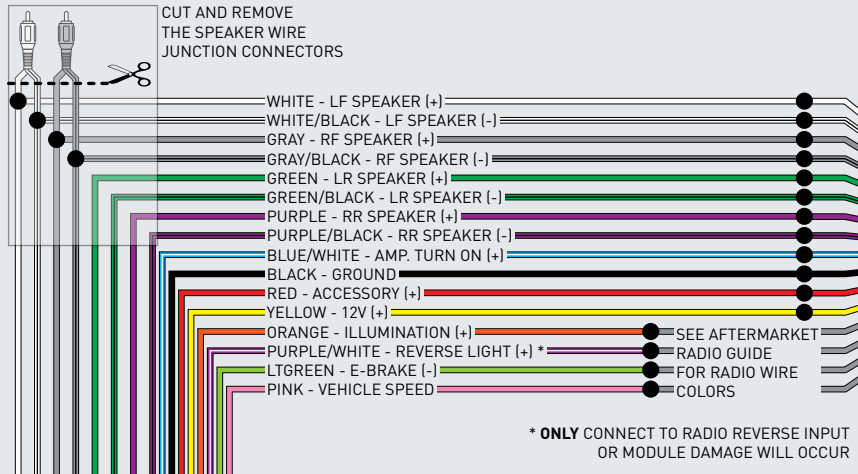 CUT AND REMOVE
THE SPEAKER WIRE
JUNCTION CONNECTORS
WHITE - LF SPEAKER (+)
WHITE/BLACK - LF SPEAKER (-)
GRAY - RF SPEAKER (+)
GRAY/BLACK - RF SPEAKER (-)
GREEN - LR SPEAKER (+)
GREEN/BLACK - LR SPEAKER (-)
PURPLE - RR SPEAKER (+)
PURPLE/BLACK - RR SPEAKER (-)
BLUE/WHITE - AMP. TURN ON (+)
BLACK - GROUND
RED - ACCESSORY (+)
YELLOW - 12V (+)
ORANGE - ILLUMINATION (+)
PURPLE/WHITE - REVERSE LIGHT (+) *
LTGREEN - E-BRAKE (-)
PINK - VEHICLE SPEED
SEE AFTERMARKET
RADIO GUIDE
FOR RADIO WIRE
COLORS
* ONLY CONNECT TO RADIO REVERSE INPUT
OR MODULE DAMAGE WILL OCCUR